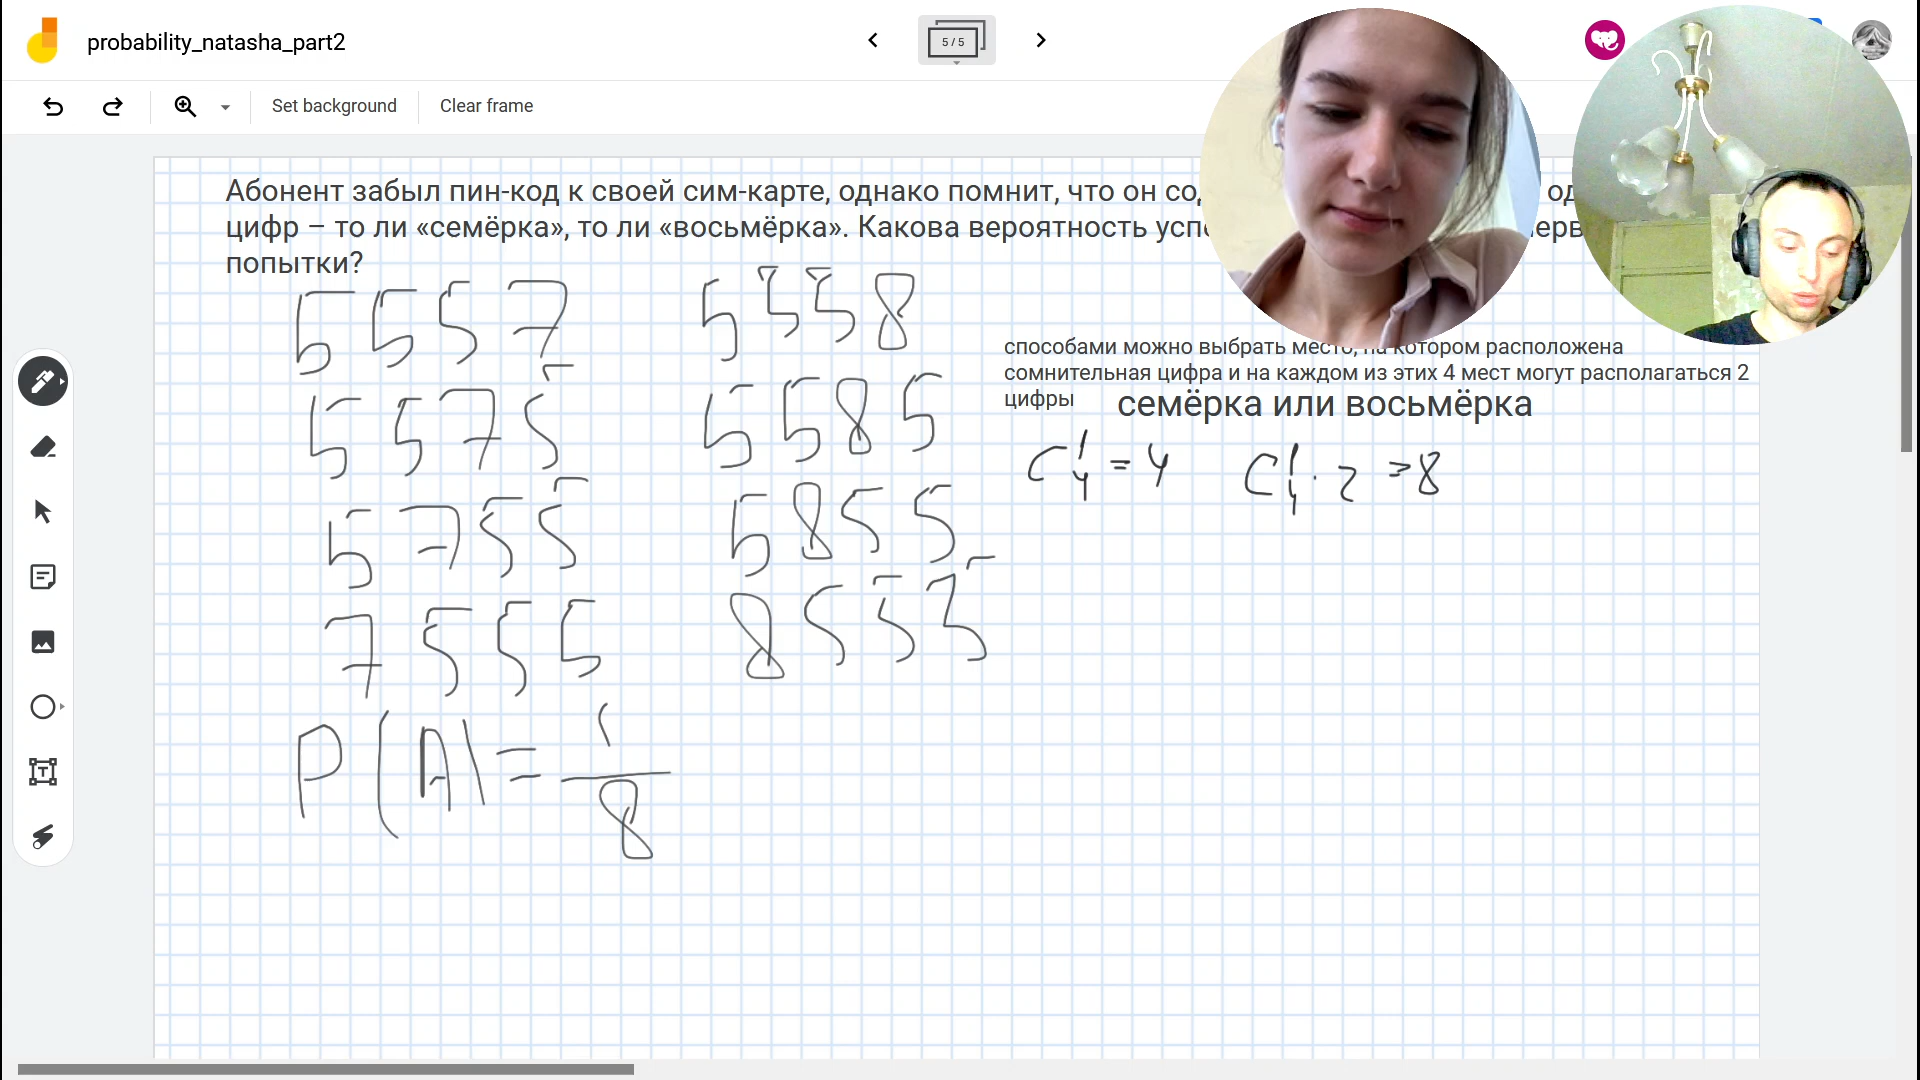 probability_natasha_part2
5 / 5
Set background
Clear frame
Абонент забыл пин-код к своей сим-карте, однако помнит, что он
цифр – то ли «семёрка», то ли «восьмёрка». Какова вероятность
попытки?
5557 5558
5575 5585
5755 5855
7555 8555
способами можно выбрать место, на котором расположена
сомнительная цифра и на каждом из этих 4 мест могут располагаться 2
цифры семёрка или восьмёрка
C¹₄ = 4 C¹₄ · 2 = 8
P(A) = 1/8